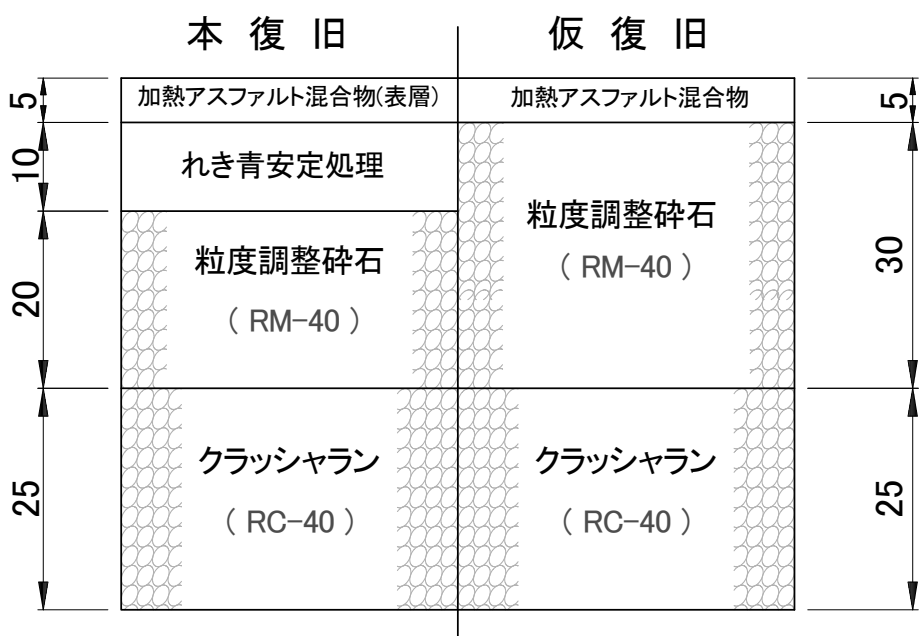 本 復 旧
仮 復 旧
5
加熱アスファルト混合物(表層)
加熱アスファルト混合物
5
10
れき青安定処理
20
粒度調整砕石
( RM-40 )
粒度調整砕石
( RM-40 )
30
25
クラッシャラン
( RC-40 )
クラッシャラン
( RC-40 )
25